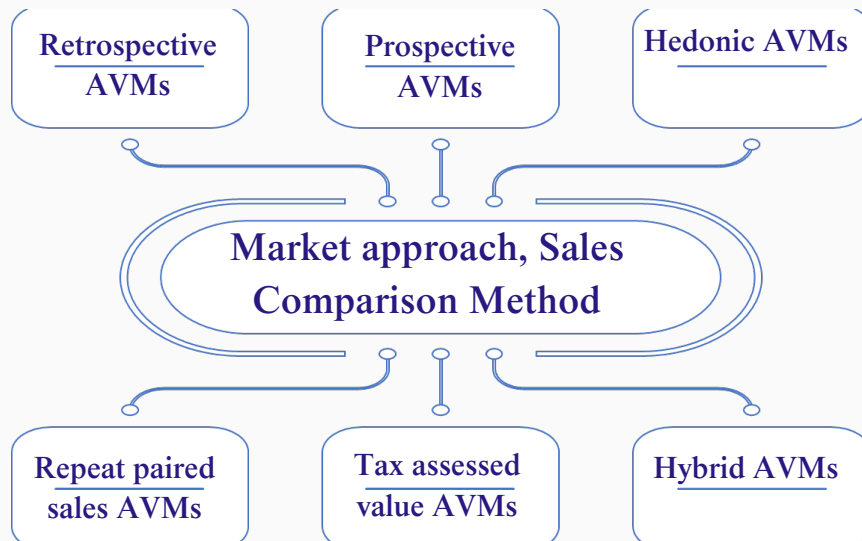 Retrospective
AVMs
Prospective
AVMs
Hedonic AVMs
Market approach, Sales
Comparison Method
Repeat paired
sales AVMs
Tax assessed
value AVMs
Hybrid AVMs